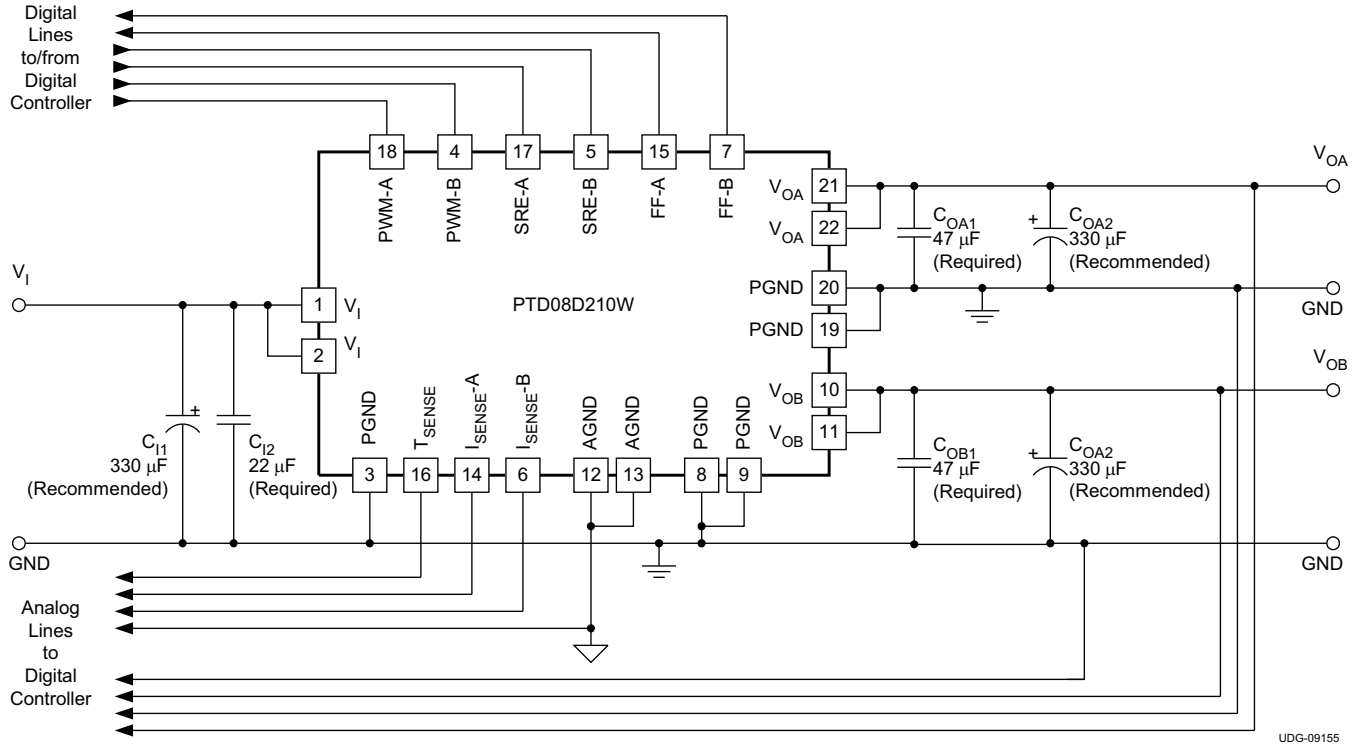 Digital
Lines
to/from
Digital
Controller
18
4
17
5
15
7
PWM-A
PWM-B
SRE-A
SRE-B
FF-A
FF-B
V_OA
21
V_OA
22
V_OA
C_OA1
47 μF
(Required)
+
C_OA2
330 μF
(Recommended)
V_I
1
V_I
2
V_I
PTD08D210W
PGND
20
PGND
19
GND
V_OB
V_OB
10
V_OB
11
C_OB1
47 μF
(Required)
+
C_OA2
330 μF
(Recommended)
+
C_I1
330 μF
(Recommended)
C_I2
22 μF
(Required)
PGND
T_SENSE
I_SENSE-A
I_SENSE-B
AGND
AGND
PGND
PGND
3
16
14
6
12
13
8
9
GND
GND
Analog
Lines
to
Digital
Controller
UDG-09155